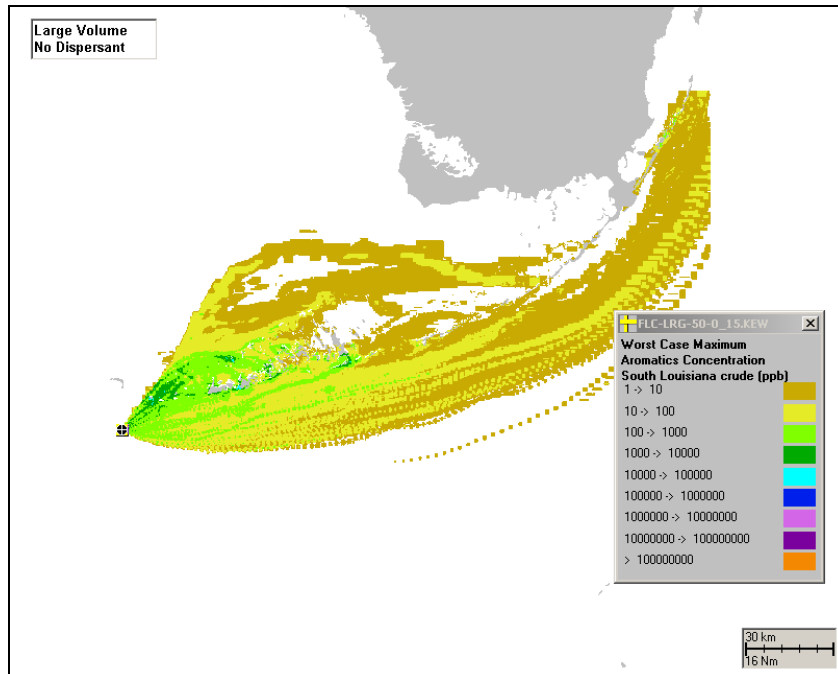 Large Volume
No Dispersant
FLC-LRG-50-0_15.KEW
Worst Case Maximum
Aromatics Concentration
South Louisiana crude (ppb)
1 -> 10
10 -> 100
100 -> 1000
1000 -> 10000
10000 -> 100000
100000 -> 1000000
1000000 -> 10000000
10000000 -> 100000000
> 100000000
30 km
16 Nm